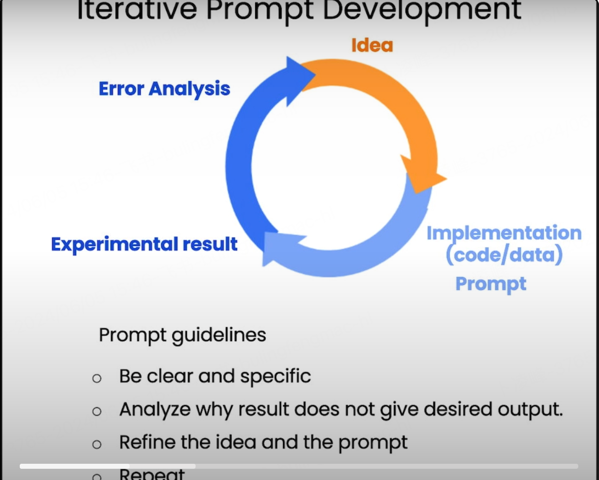 Iterative Prompt Development
Idea
Error Analysis
Experimental result
Implementation
(code/data)
Prompt
Prompt guidelines
Be clear and specific
Analyze why result does not give desired output.
Refine the idea and the prompt
Repeat